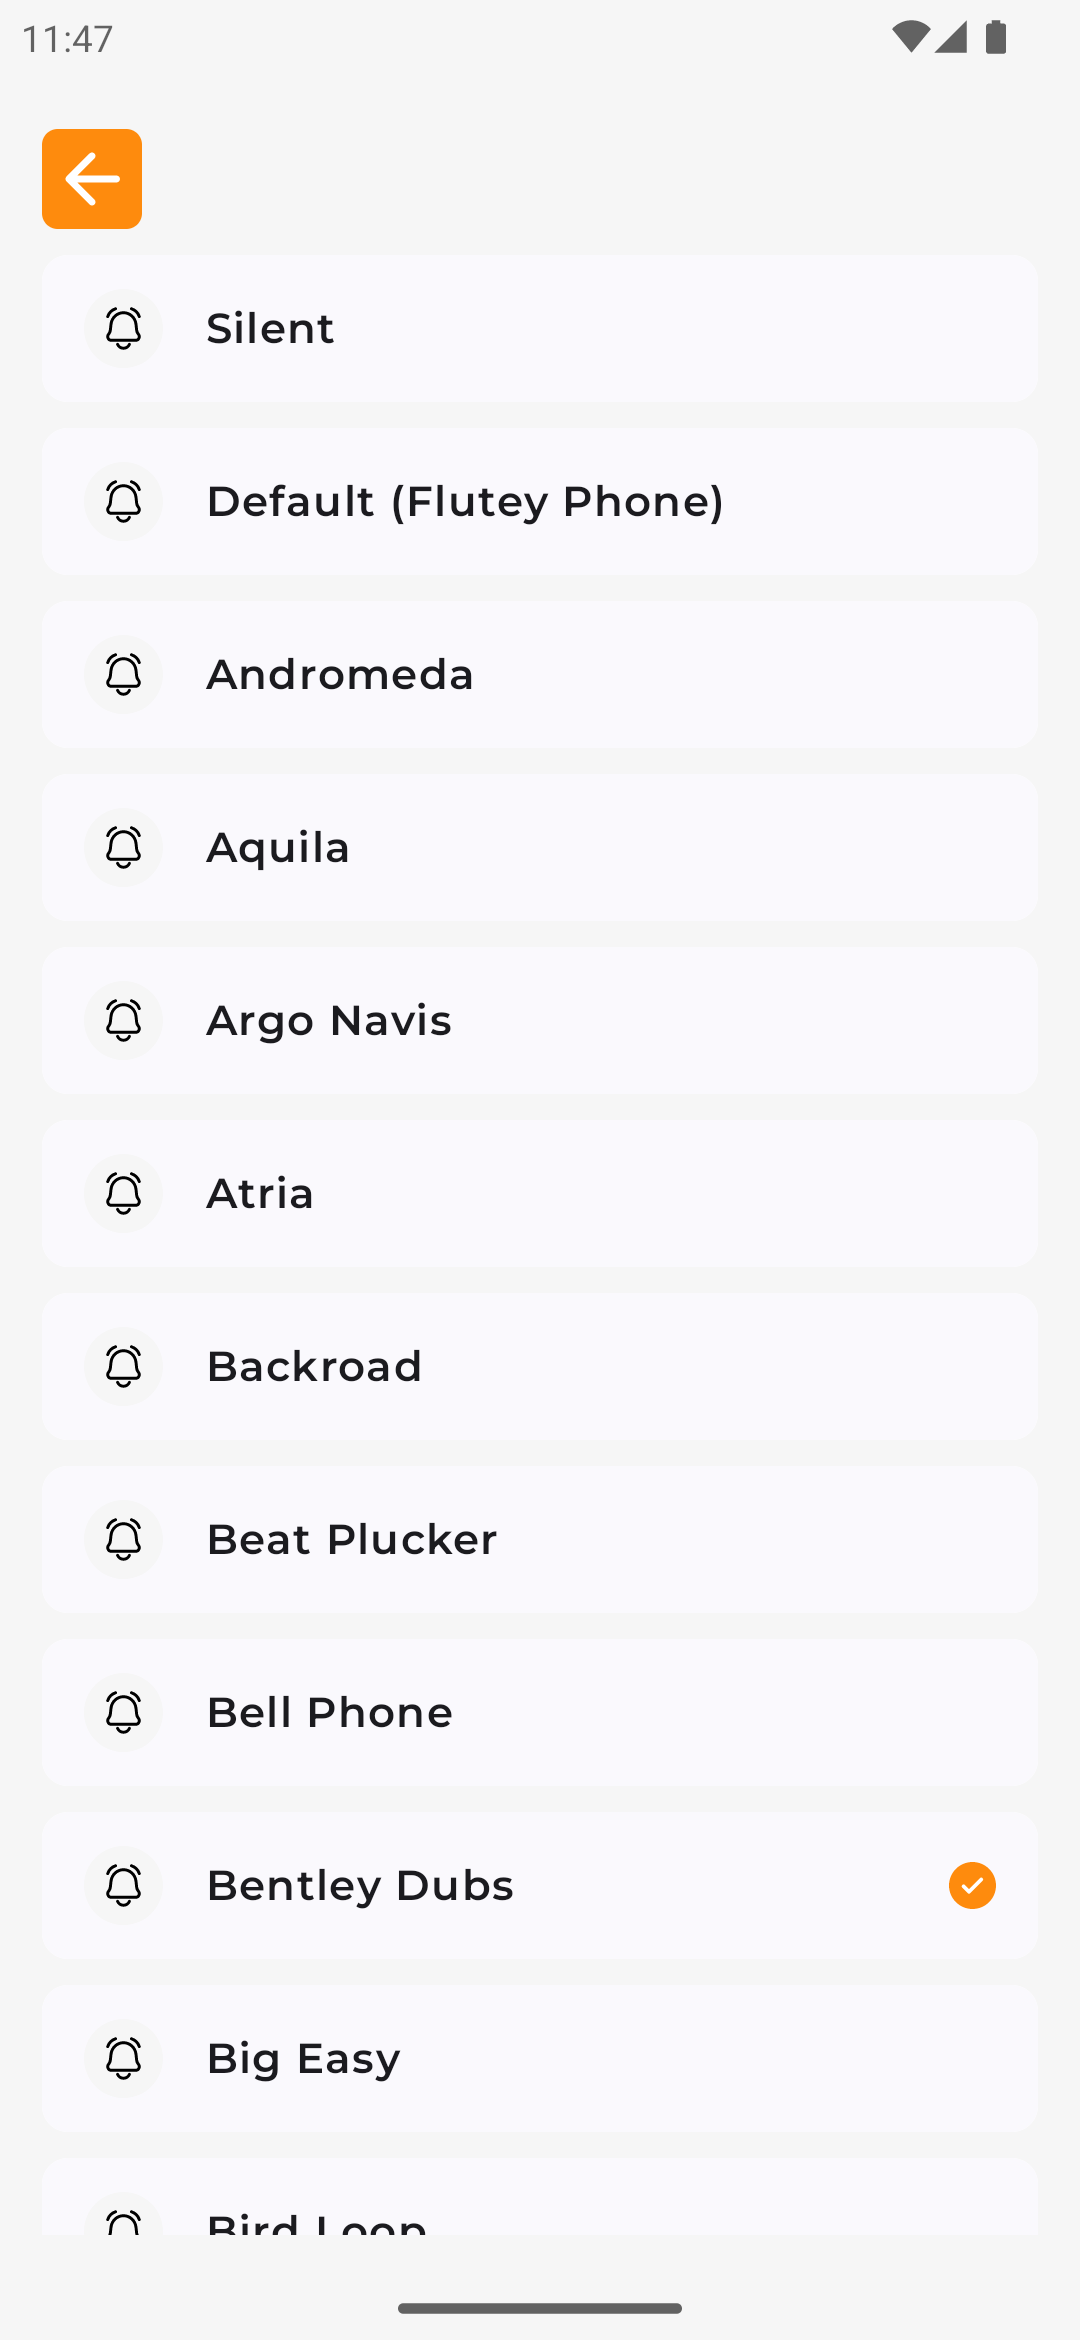 11:47
Silent
Default (Flutey Phone)
Andromeda
Aquila
Argo Navis
Atria
Backroad
Beat Plucker
Bell Phone
Bentley Dubs
Big Easy
Bird Loop